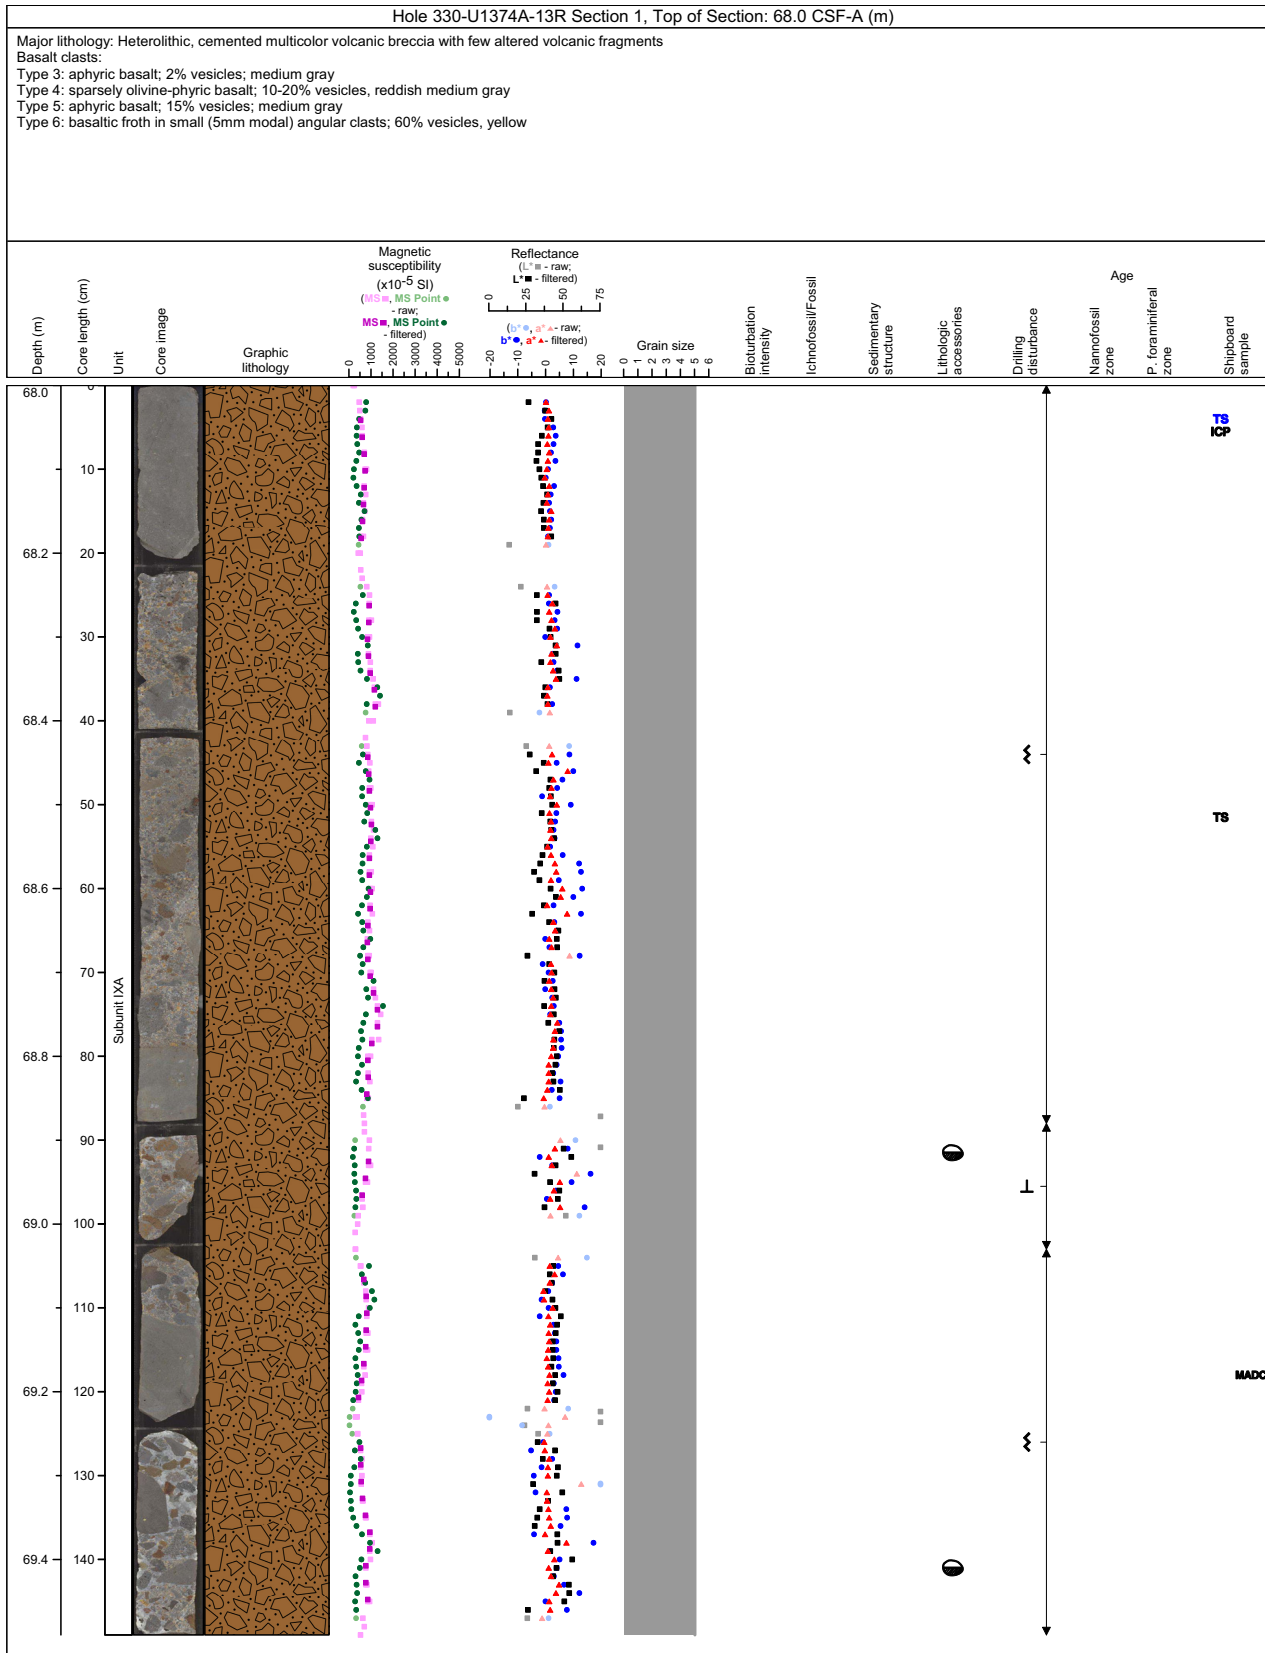 Hole 330-U1374A-13R Section 1, Top of Section: 68.0 CSF-A (m)
Major lithology: Heterolithic, cemented multicolor volcanic breccia with few altered volcanic fragments
Basalt clasts:
Type 3: aphyric basalt; 2% vesicles; medium gray
Type 4: sparsely olivine-phyric basalt; 10-20% vesicles, reddish medium gray
Type 5: aphyric basalt; 15% vesicles; medium gray
Type 6: basaltic froth in small (5mm modal) angular clasts; 60% vesicles, yellow
Depth (m)
Core length (cm)
Unit
Core image
Graphic
lithology
Magnetic
susceptibility
(x10-5 SI)
(MS■, MS Point●
- raw;
MS■, MS Point●
- filtered)
0 1000 2000 3000 4000 5000
Reflectance
(L*■ - raw;
L*■ - filtered)
0 25 50 75
(b*●, a*▲- raw;
b*●, a*▲- filtered)
-20 -10 0 10 20
Grain size
0 1 2 3 4 5 6
Bioturbation
intensity
Ichnofossil/Fossil
Sedimentary
structure
Lithologic
accessories
Drilling
disturbance
Age
Nannofossil
zone
P. foraminiferal
zone
Shipboard
sample
68.0
0
TS
ICP
10
68.2
20
30
68.4
40
50
TS
68.6
60
70
Subunit IXA
68.8
80
90
69.0
100
110
MADC
69.2
120
130
69.4
140